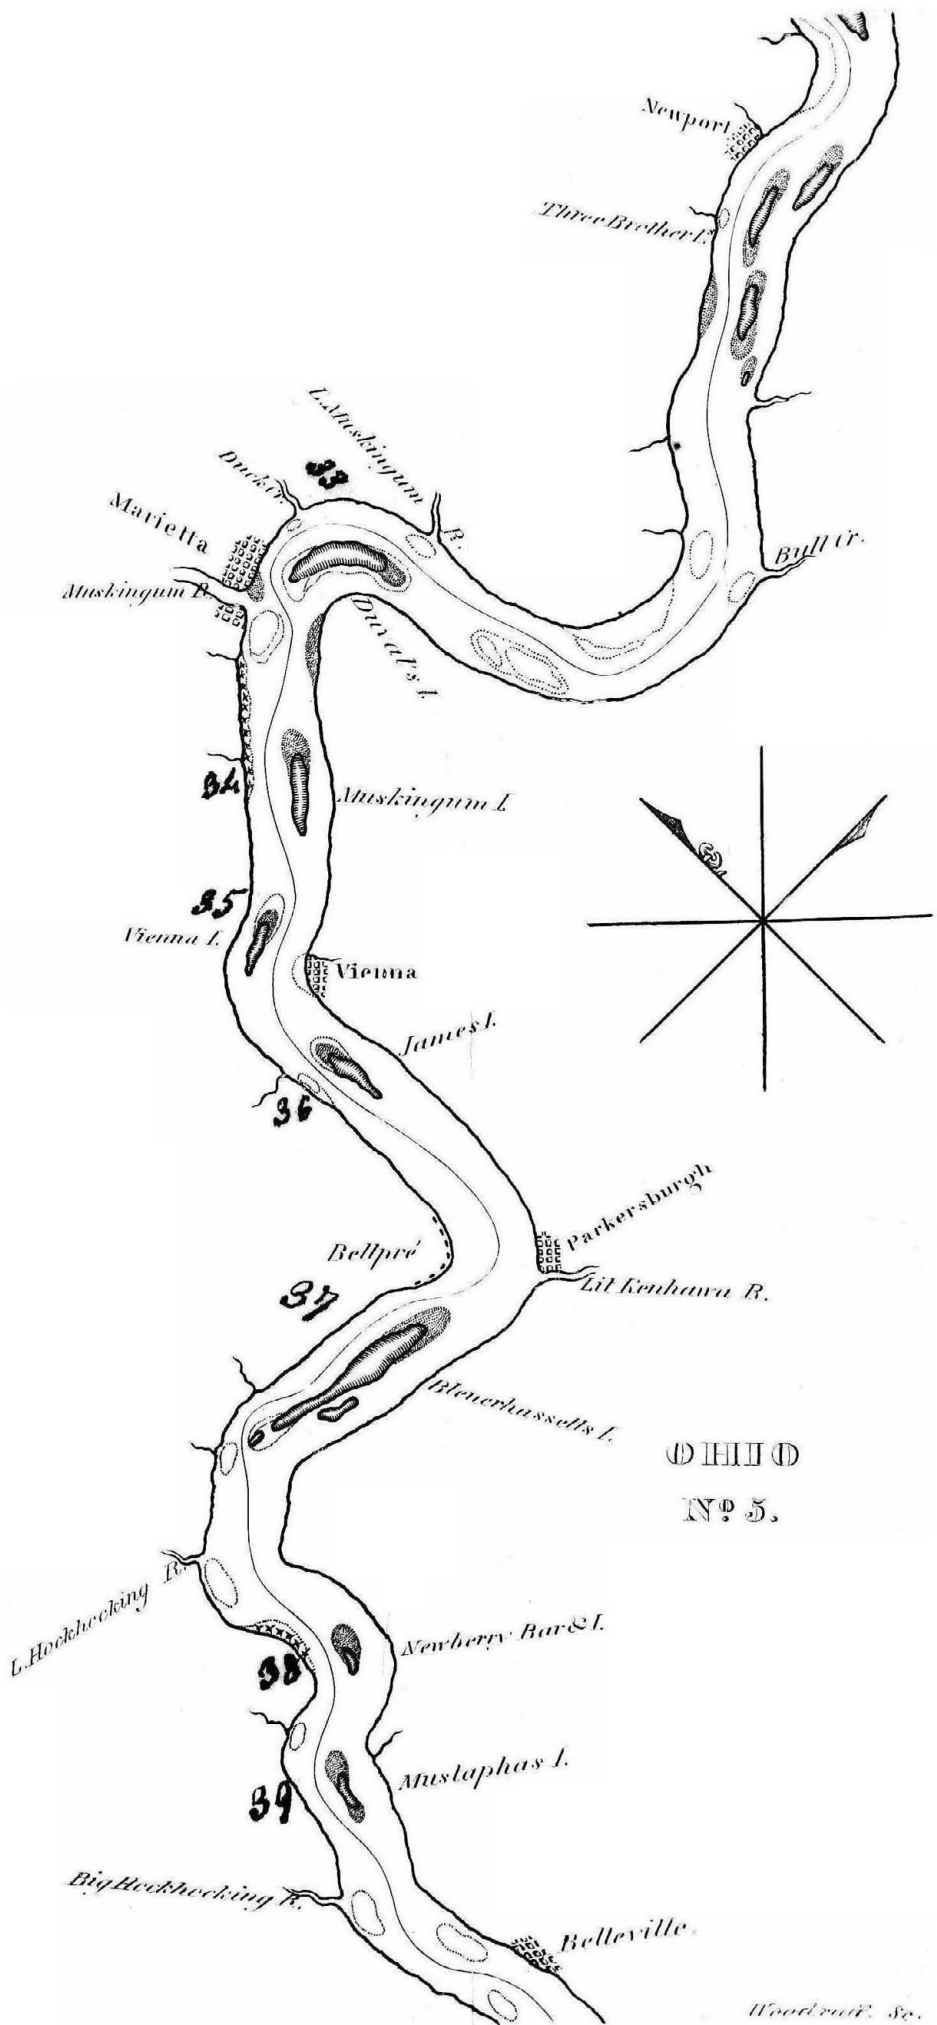 Newport
Three Brother I.
L. Muskingum
R.
33
Duck cr.
Marietta
Muskingum R.
Bull Cr.
Duval's I.
34
Muskingum I.
35
Vienna I.
Vienna
James I.
36
Parkersburgh
Bellpré
Lit Kenhawa R.
37
Blenerhassetts I.
OHIO
Nº 5.
L. Hockhocking R.
Newberry Bar & I.
38
Mustaphas I.
39
Big Hockhocking R.
Belleville.
Woodruff. Sc.